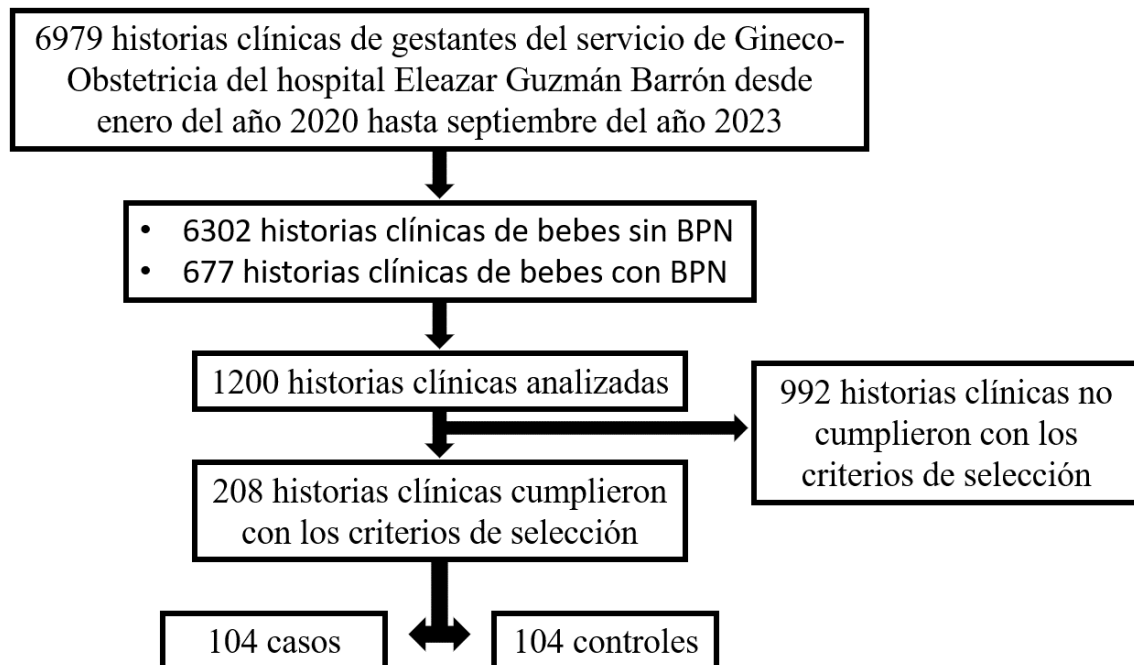 6979 historias clínicas de gestantes del servicio de Gineco-
Obstetricia del hospital Eleazar Guzmán Barrón desde
enero del año 2020 hasta septiembre del año 2023
• 6302 historias clínicas de bebes sin BPN
• 677 historias clínicas de bebes con BPN
1200 historias clínicas analizadas
992 historias clínicas no
cumplieron con los
criterios de selección
208 historias clínicas cumplieron
con los criterios de selección
104 casos
104 controles